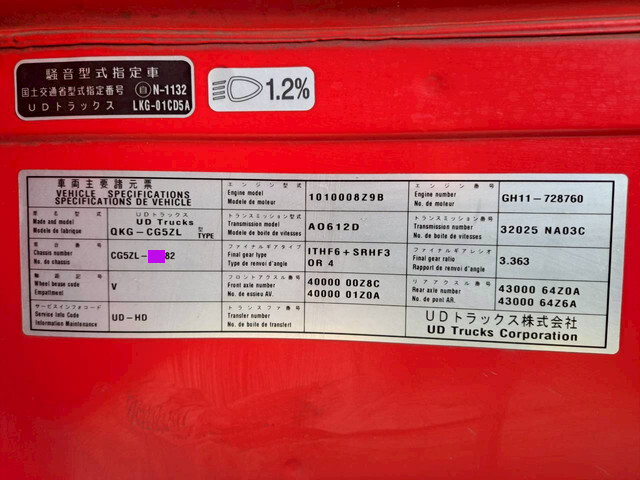 騒音型式指定車
国土交通省型式指定番号 自 N-1132
UDトラックス LKG-01CD5A
1.2%
車両主要諸元票
VEHICLE SPECIFICATIONS
SPECIFICATIONS DE VEHICLE
エンジン型式
Engine model
Modele de moteur
1010008Z9B
エンジン番号
Engine number
No. de moteur
GH11-728760
車名型式
Made and model
Modele de fabrique
UDトラックス
UD Trucks
QKG-CG5ZL
型
TYPE
トランスミッション型式
Transmission model
Modele de boite de vitesses
AO612D
トランスミッション番号
Transmission number
No. de boite de vitesses
32025 NA03C
車台番号
Chassis number
No. de chassis
CG5ZL-
82
ファイナルギアタイプ
Final gear type
Type de renvoi d'angle
ITHF6+SRHF3
OR 4
ファイナルギアレシオ
Final gear ratio
Rapport de renvoi d'angle
3.363
Wheel base code
Empattment
V
フロントアクスル番号
Front axle number
No. de essieu AV.
40000 00Z8C
40000 01Z0A
リアアクスル番号
Rear axle number
No. de pont AR.
43000 64Z0A
43000 64Z6A
サービスインフォコード
Service Info Code
Information Maintenance
UD-HD
トランスファ番号
Transfer number
No. de boite de transfert
UDトラックス株式会社
UD Trucks Corporation